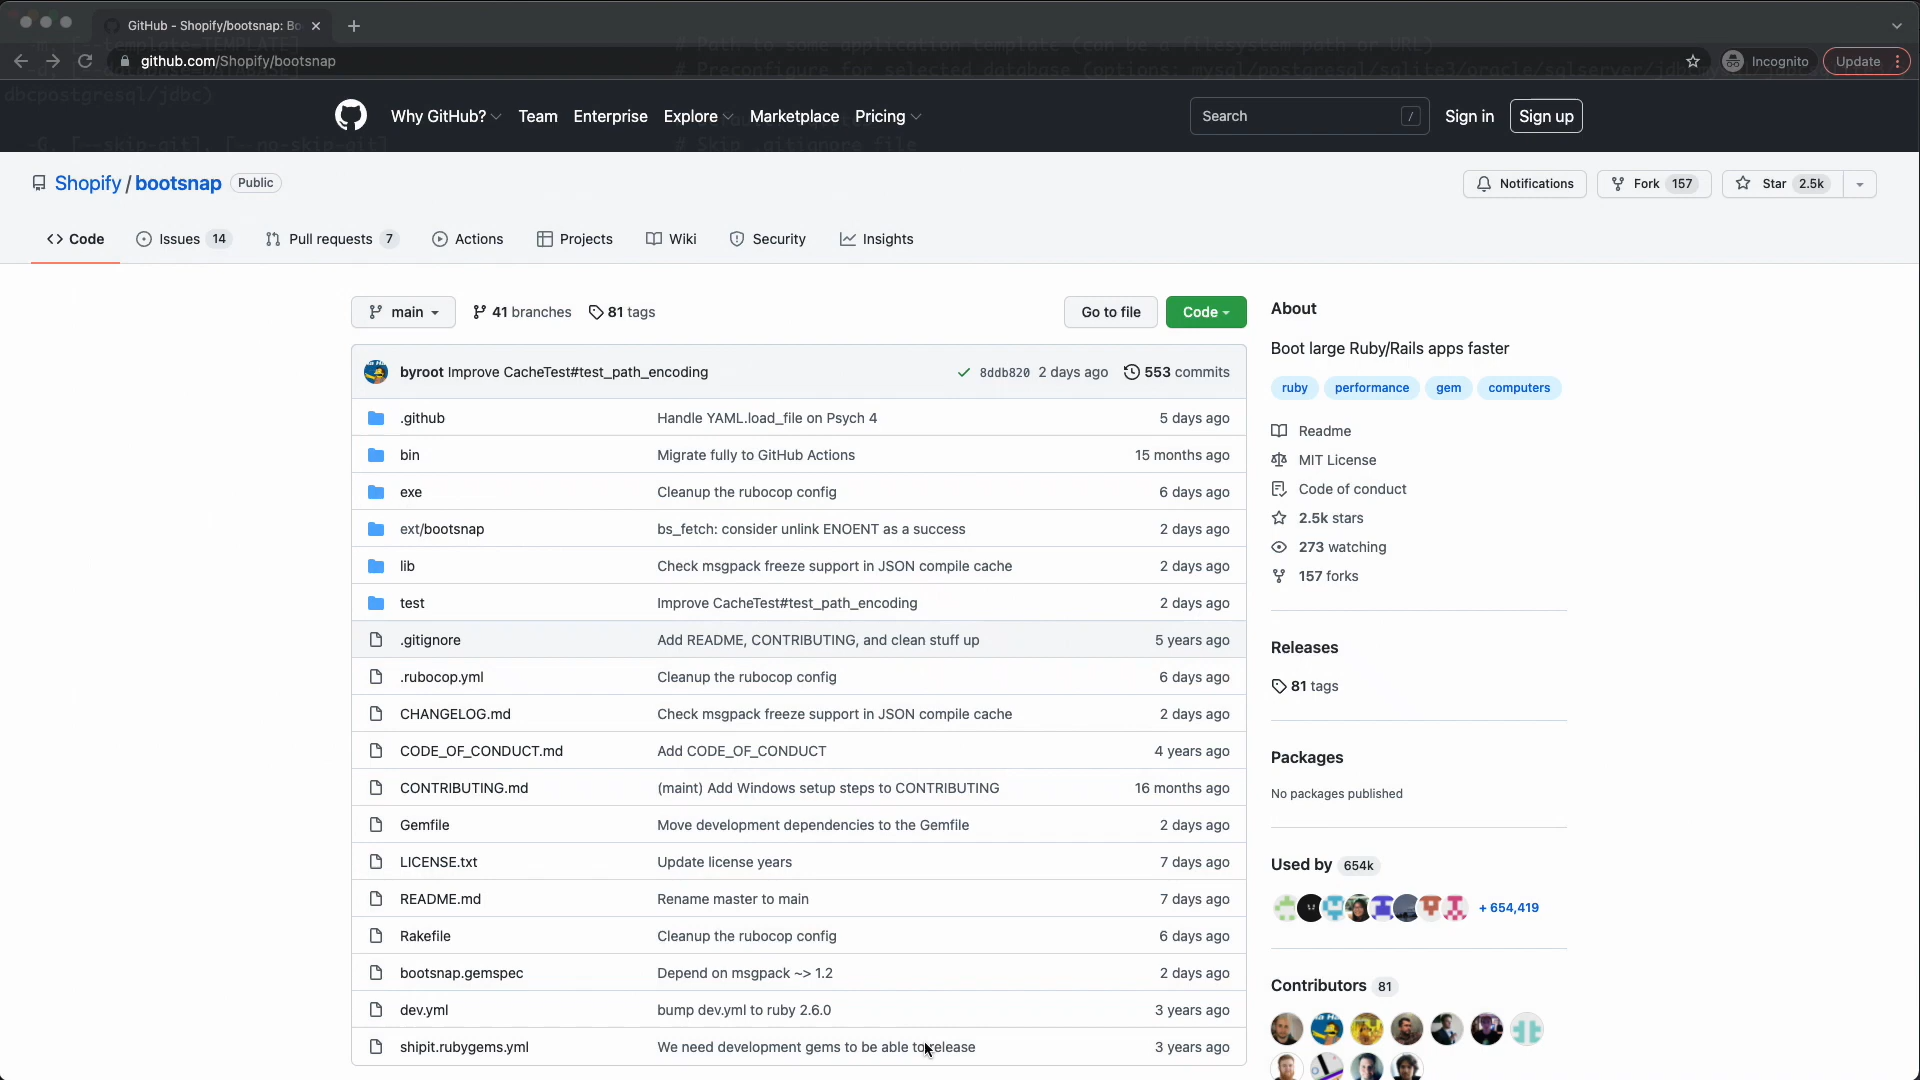 GitHub - Shopify/bootsnap: Bo
github.com/Shopify/bootsnap
Incognito
Update
dbcpostgresql/jdbc}
Why GitHub?
Team
Enterprise
Explore
Marketplace
Pricing
Search
/
Sign in
Sign up
-G, [--skip-git], [--no-skip-git]
# Skip .gitignore file
Shopify / bootsnap
Public
Notifications
Fork 157
Star 2.5k
Code
Issues 14
Pull requests 7
Actions
Projects
Wiki
Security
Insights
main
41 branches
81 tags
Go to file
Code
byroot Improve CacheTest#test_path_encoding
8ddb820 2 days ago
553 commits
.github Handle YAML.load_file on Psych 4 5 days ago
bin Migrate fully to GitHub Actions 15 months ago
exe Cleanup the rubocop config 6 days ago
ext/bootsnap bs_fetch: consider unlink ENOENT as a success 2 days ago
lib Check msgpack freeze support in JSON compile cache 2 days ago
test Improve CacheTest#test_path_encoding 2 days ago
.gitignore Add README, CONTRIBUTING, and clean stuff up 5 years ago
.rubocop.yml Cleanup the rubocop config 6 days ago
CHANGELOG.md Check msgpack freeze support in JSON compile cache 2 days ago
CODE_OF_CONDUCT.md Add CODE_OF_CONDUCT 4 years ago
CONTRIBUTING.md (maint) Add Windows setup steps to CONTRIBUTING 16 months ago
Gemfile Move development dependencies to the Gemfile 2 days ago
LICENSE.txt Update license years 7 days ago
README.md Rename master to main 7 days ago
Rakefile Cleanup the rubocop config 6 days ago
bootsnap.gemspec Depend on msgpack ~> 1.2 2 days ago
dev.yml bump dev.yml to ruby 2.6.0 3 years ago
shipit.rubygems.yml We need development gems to be able to release 3 years ago
About
Boot large Ruby/Rails apps faster
ruby
performance
gem
computers
Readme
MIT License
Code of conduct
2.5k stars
273 watching
157 forks
Releases
81 tags
Packages
No packages published
Used by 654k
+ 654,419
Contributors 81